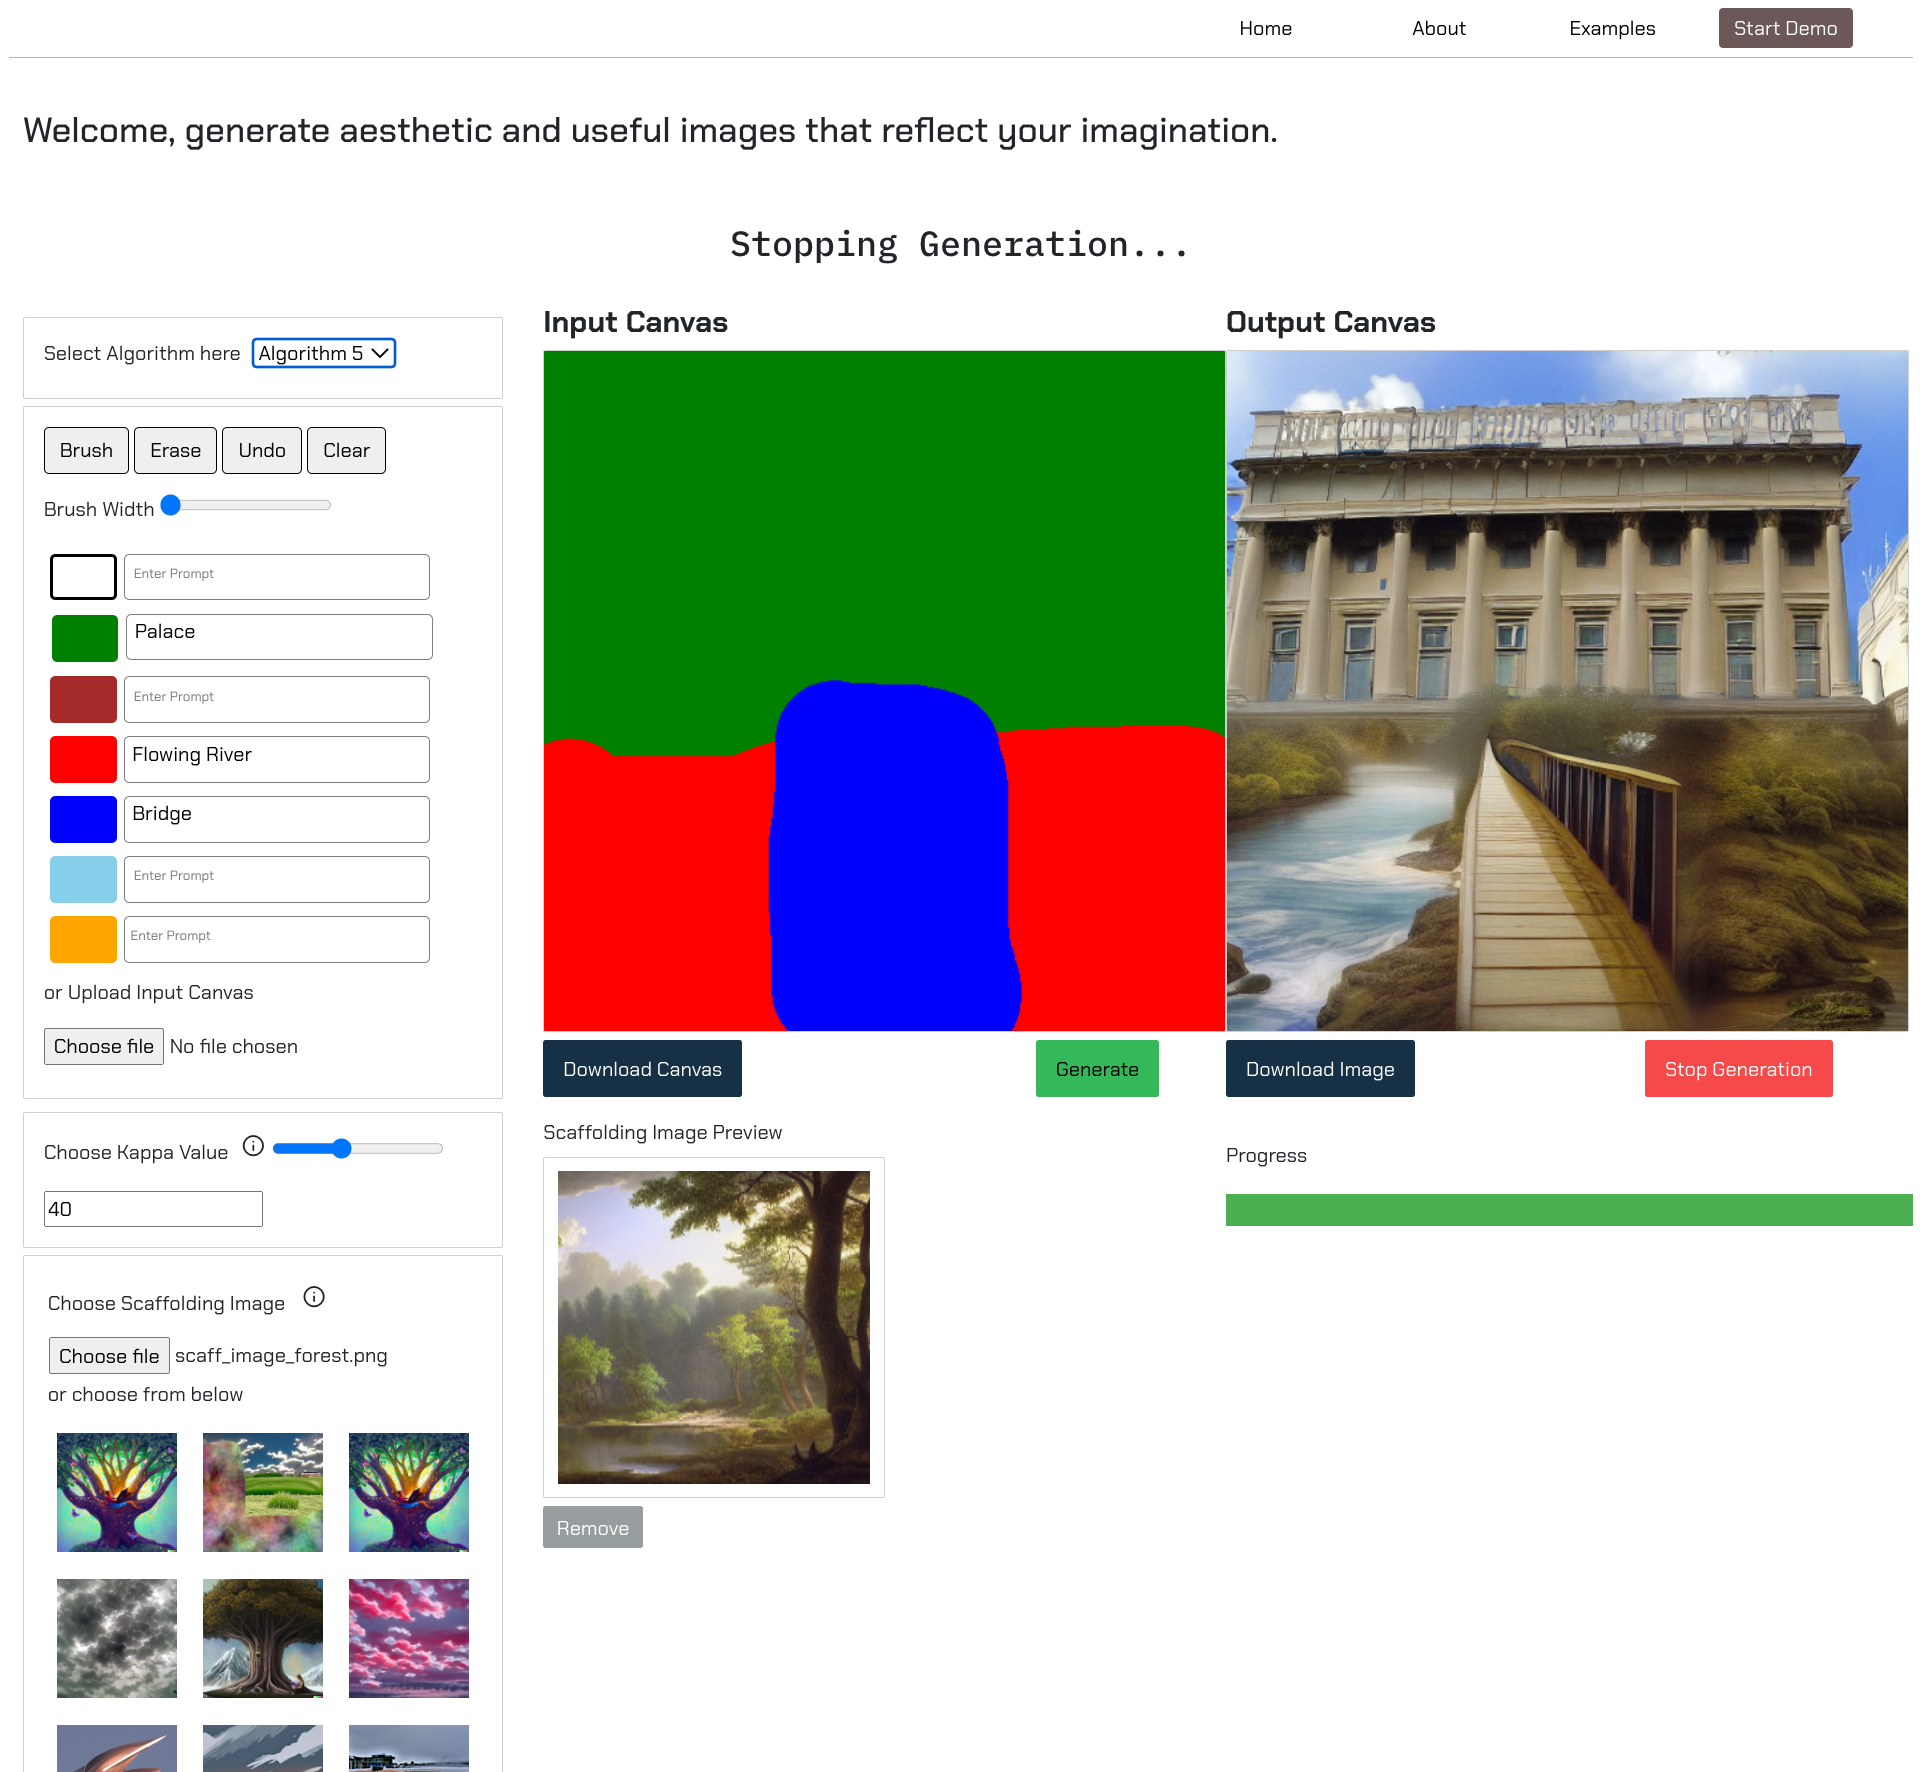 Home
About
Examples
Start Demo
Welcome, generate aesthetic and useful images that reflect your imagination.
Stopping Generation...
Select Algorithm here
Algorithm 5
Brush
Erase
Undo
Clear
Brush Width
Enter Prompt
Palace
Enter Prompt
Flowing River
Bridge
Enter Prompt
Enter Prompt
or Upload Input Canvas
Choose file No file chosen
Choose Kappa Value
40
Choose Scaffolding Image
Choose file scaff_image_forest.png
or choose from below
Input Canvas
Download Canvas
Generate
Scaffolding Image Preview
Remove
Output Canvas
Download Image
Stop Generation
Progress